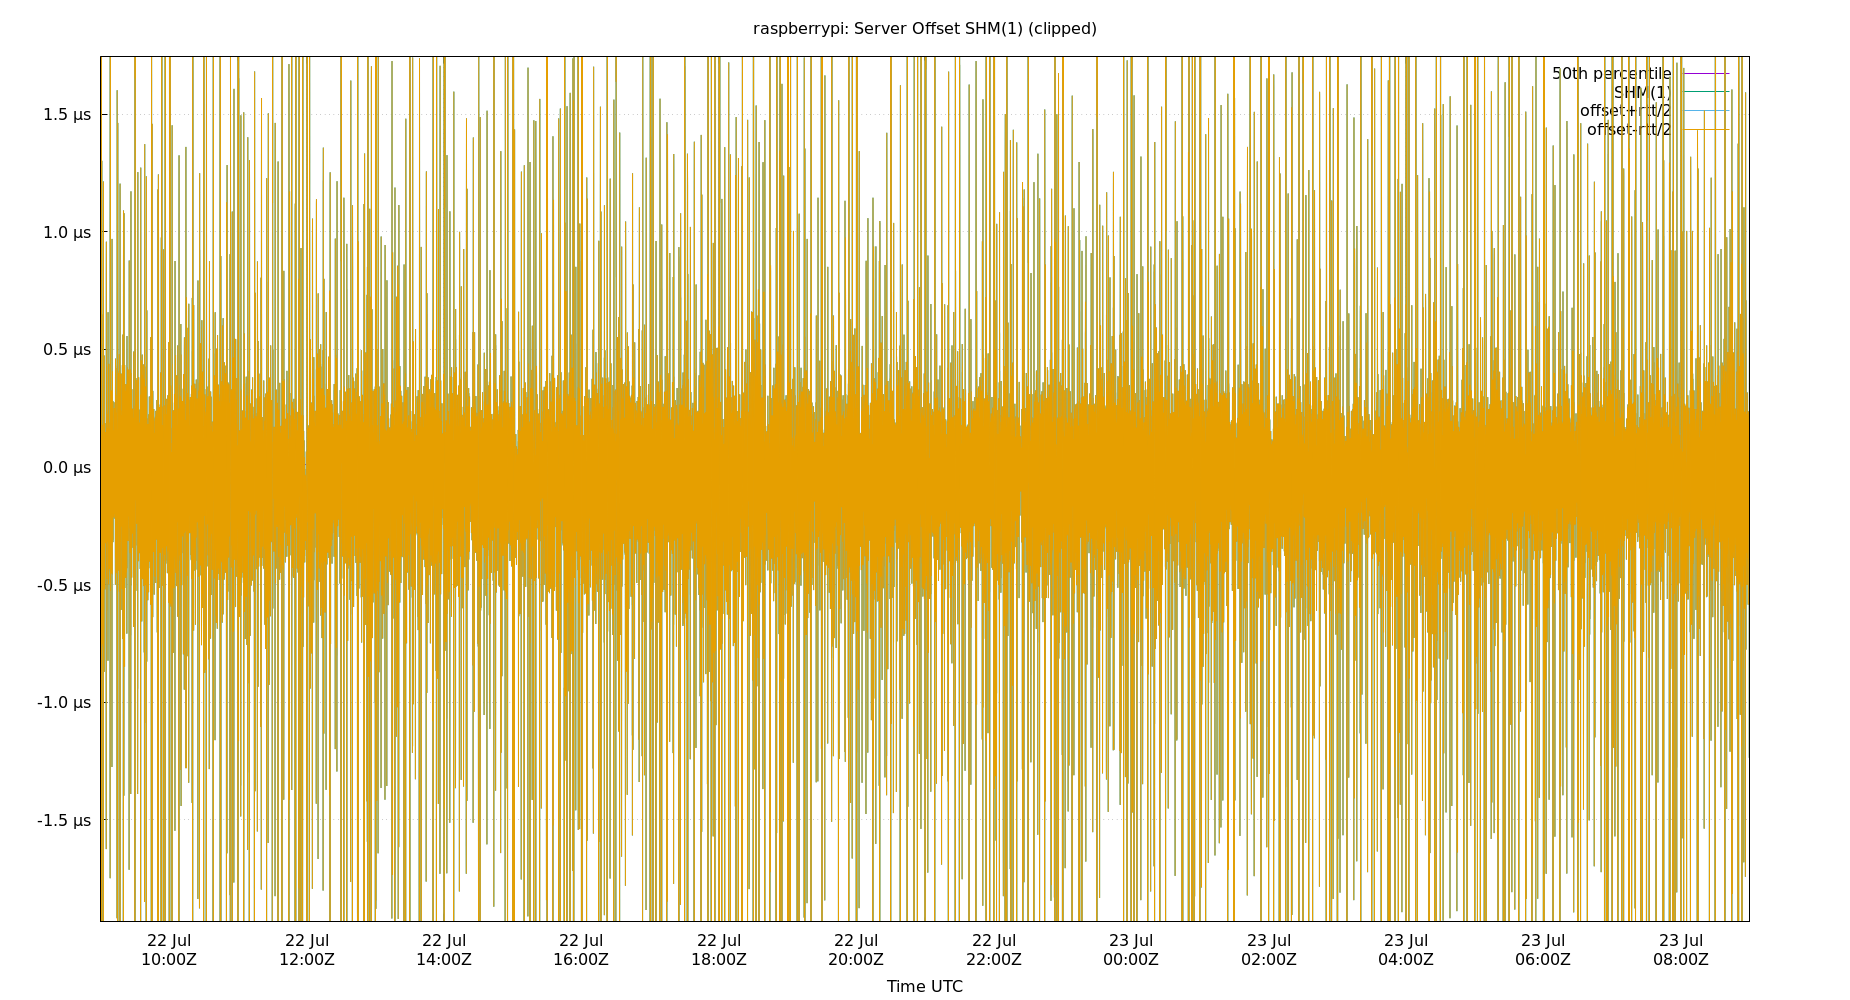 raspberrypi: Server Offset SHM(1) (clipped)
50th percentile
SHM(1)
offset+rtt/2
offset-rtt/2
1.5 µs
1.0 µs
0.5 µs
0.0 µs
-0.5 µs
-1.0 µs
-1.5 µs
22 Jul 22 Jul 22 Jul 22 Jul 22 Jul 22 Jul 22 Jul 23 Jul 23 Jul 23 Jul 23 Jul 23 Jul
10:00Z 12:00Z 14:00Z 16:00Z 18:00Z 20:00Z 22:00Z 00:00Z 02:00Z 04:00Z 06:00Z 08:00Z
Time UTC